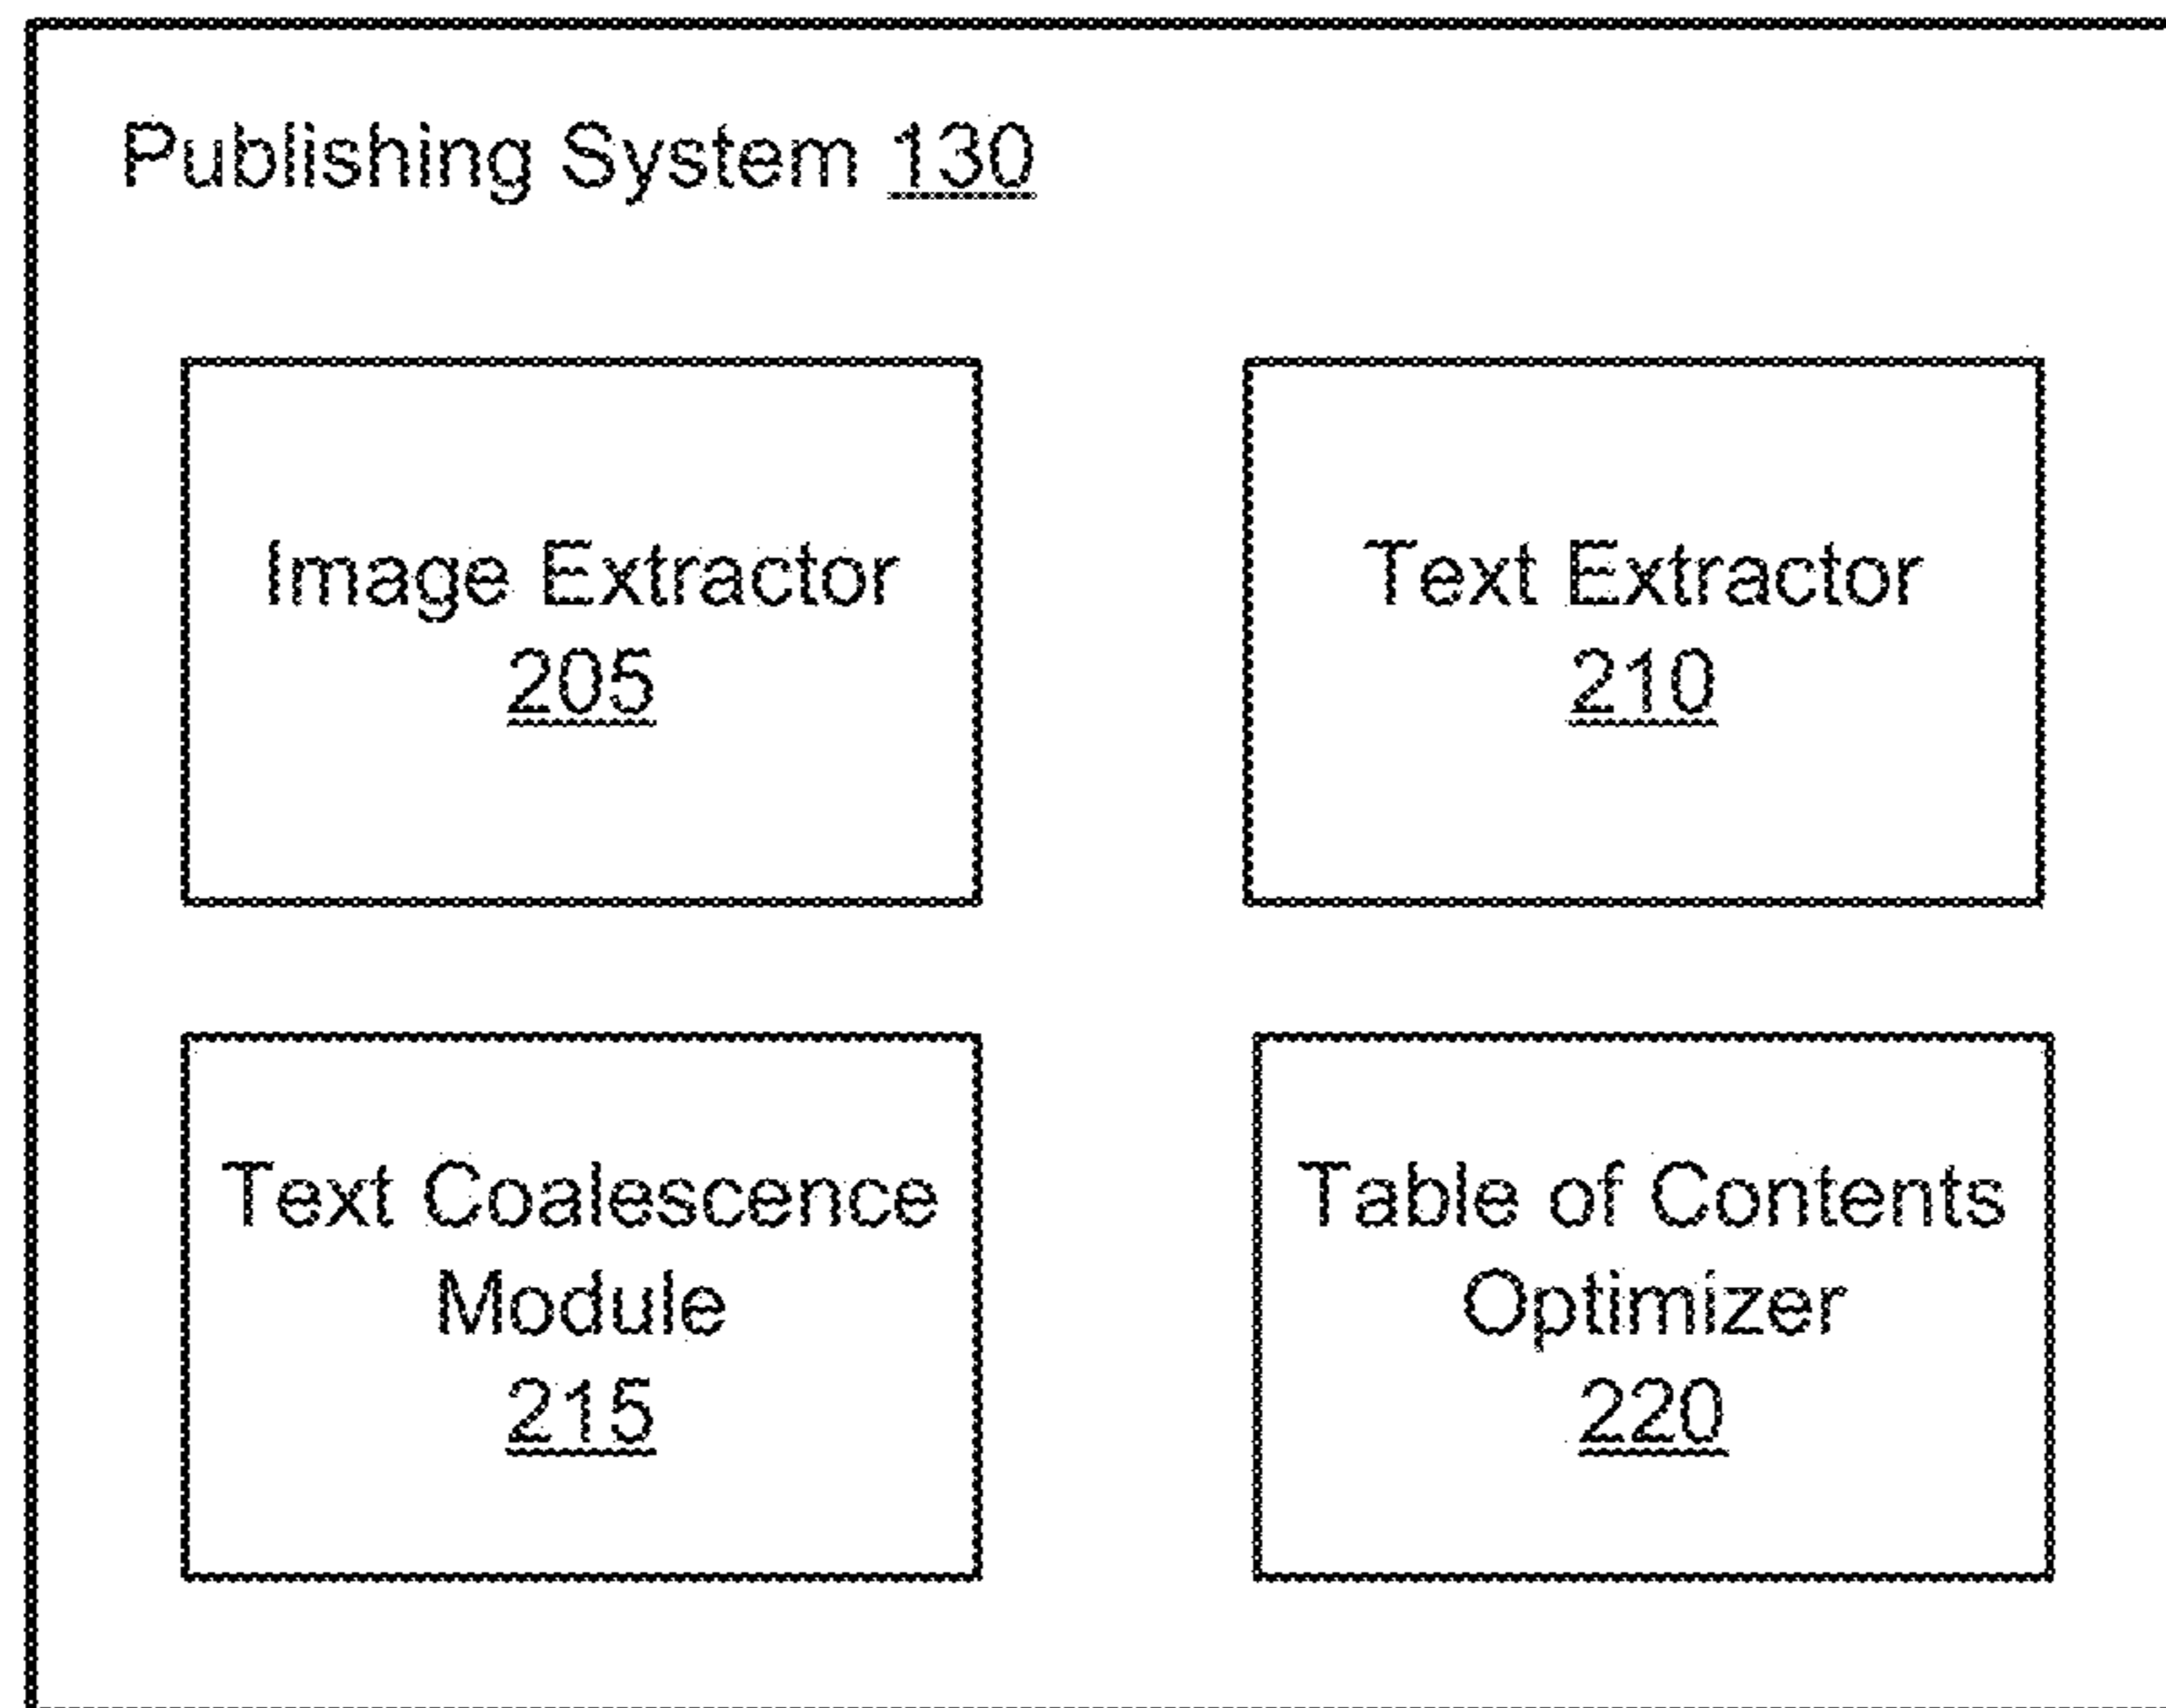 Publishing System 130
Image Extractor
205
Text Extractor
210
Text Coalescence
Module
215
Table of Contents
Optimizer
220